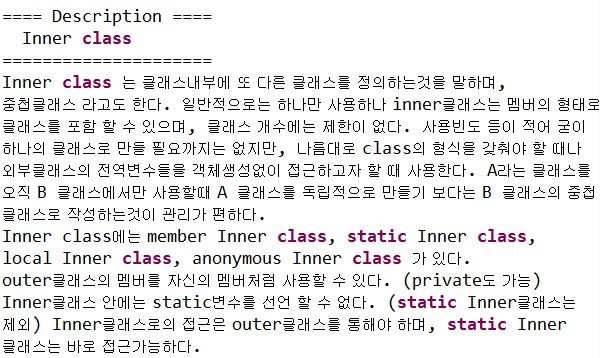 ==== Description ====
Inner class
=====================
Inner class 는 클래스내부에 또 다른 클래스를 정의하는것을 말하며,
중첩클래스 라고도 한다. 일반적으로는 하나만 사용하나 inner클래스는 멤버의 형태로
클래스를 포함 할 수 있으며, 클래스 개수에는 제한이 없다. 사용빈도 등이 적어 굳이
하나의 클래스로 만들 필요까지는 없지만, 나름대로 class의 형식을 갖춰야 할 때나
외부클래스의 전역변수들을 객체생성없이 접근하고자 할 때 사용한다. A라는 클래스를
오직 B 클래스에서만 사용할때 A 클래스를 독립적으로 만들기 보다는 B 클래스의 중첩
클래스로 작성하는것이 관리가 편하다.
Inner class에는 member Inner class, static Inner class,
local Inner class, anonymous Inner class 가 있다.
outer클래스의 멤버를 자신의 멤버처럼 사용할 수 있다. (private도 가능)
Inner클래스 안에는 static변수를 선언 할 수 없다. (static Inner클래스는
제외) Inner클래스로의 접근은 outer클래스를 통해야 하며, static Inner
클래스는 바로 접근가능하다.